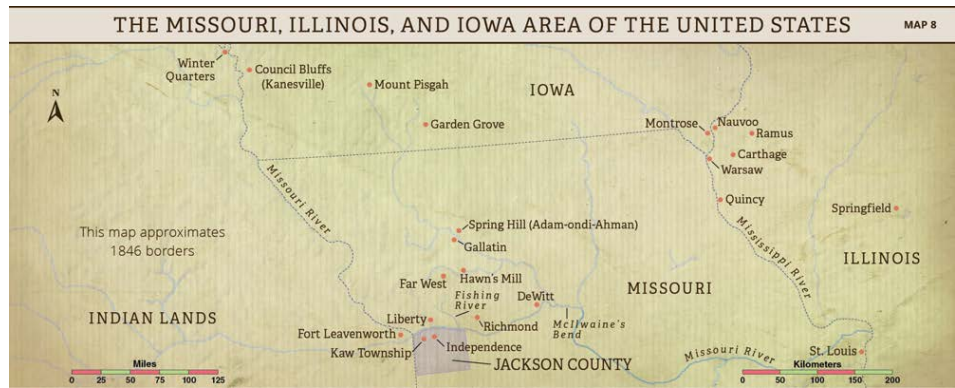 THE MISSOURI, ILLINOIS, AND IOWA AREA OF THE UNITED STATES
MAP 8
Winter
Quarters
Council Bluffs
(Kanesville)
Mount Pisgah
IOWA
N
Garden Grove
Montrose
Nauvoo
Ramus
Carthage
Warsaw
Missouri River
Quincy
Springfield
Mississippi River
This map approximates
1846 borders
Spring Hill (Adam-ondi-Ahman)
Gallatin
ILLINOIS
Far West
Hawn's Mill
MISSOURI
Fishing
River
DeWitt
INDIAN LANDS
Liberty
Richmond
McIlwaine's
Bend
Fort Leavenworth
Kaw Township
Independence
JACKSON COUNTY
Missouri River
St. Louis
Miles
0 25 50 75 100 125
Kilometers
0 50 100 150 200